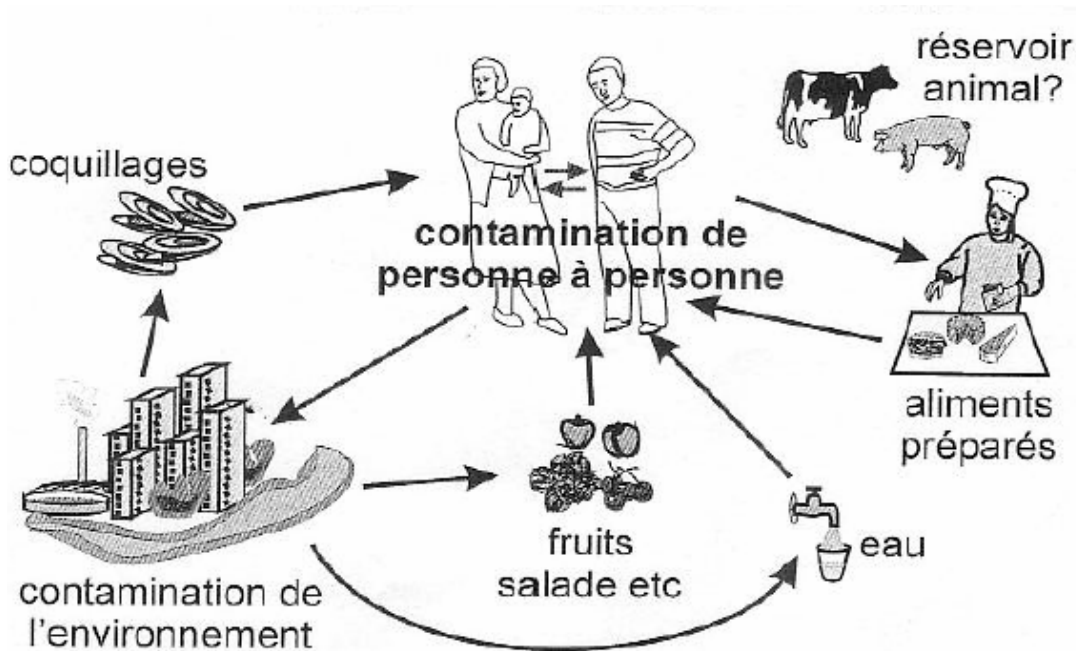 réservoir
animal?
coquillages
contamination de
personne à personne
aliments
préparés
fruits
salade etc
eau
contamination de
l'environnement